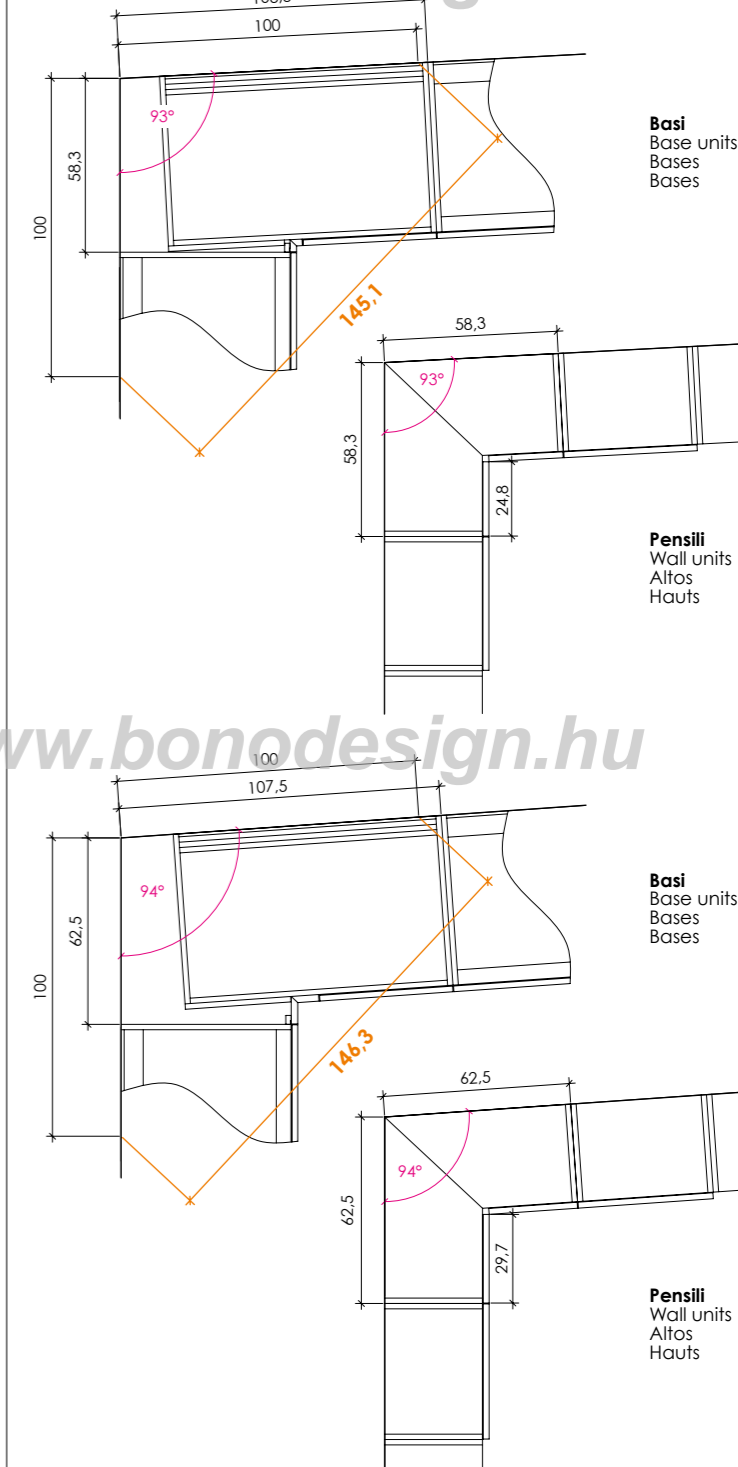 100
93°
58,3
100
145,1
Basi
Base units
Bases
Bases
58,3
93°
58,3
24,8
Pensili
Wall units
Altos
Hauts
www.bonodesign.hu
100
107,5
94°
62,5
100
146,3
Basi
Base units
Bases
Bases
62,5
94°
62,5
29,7
Pensili
Wall units
Altos
Hauts